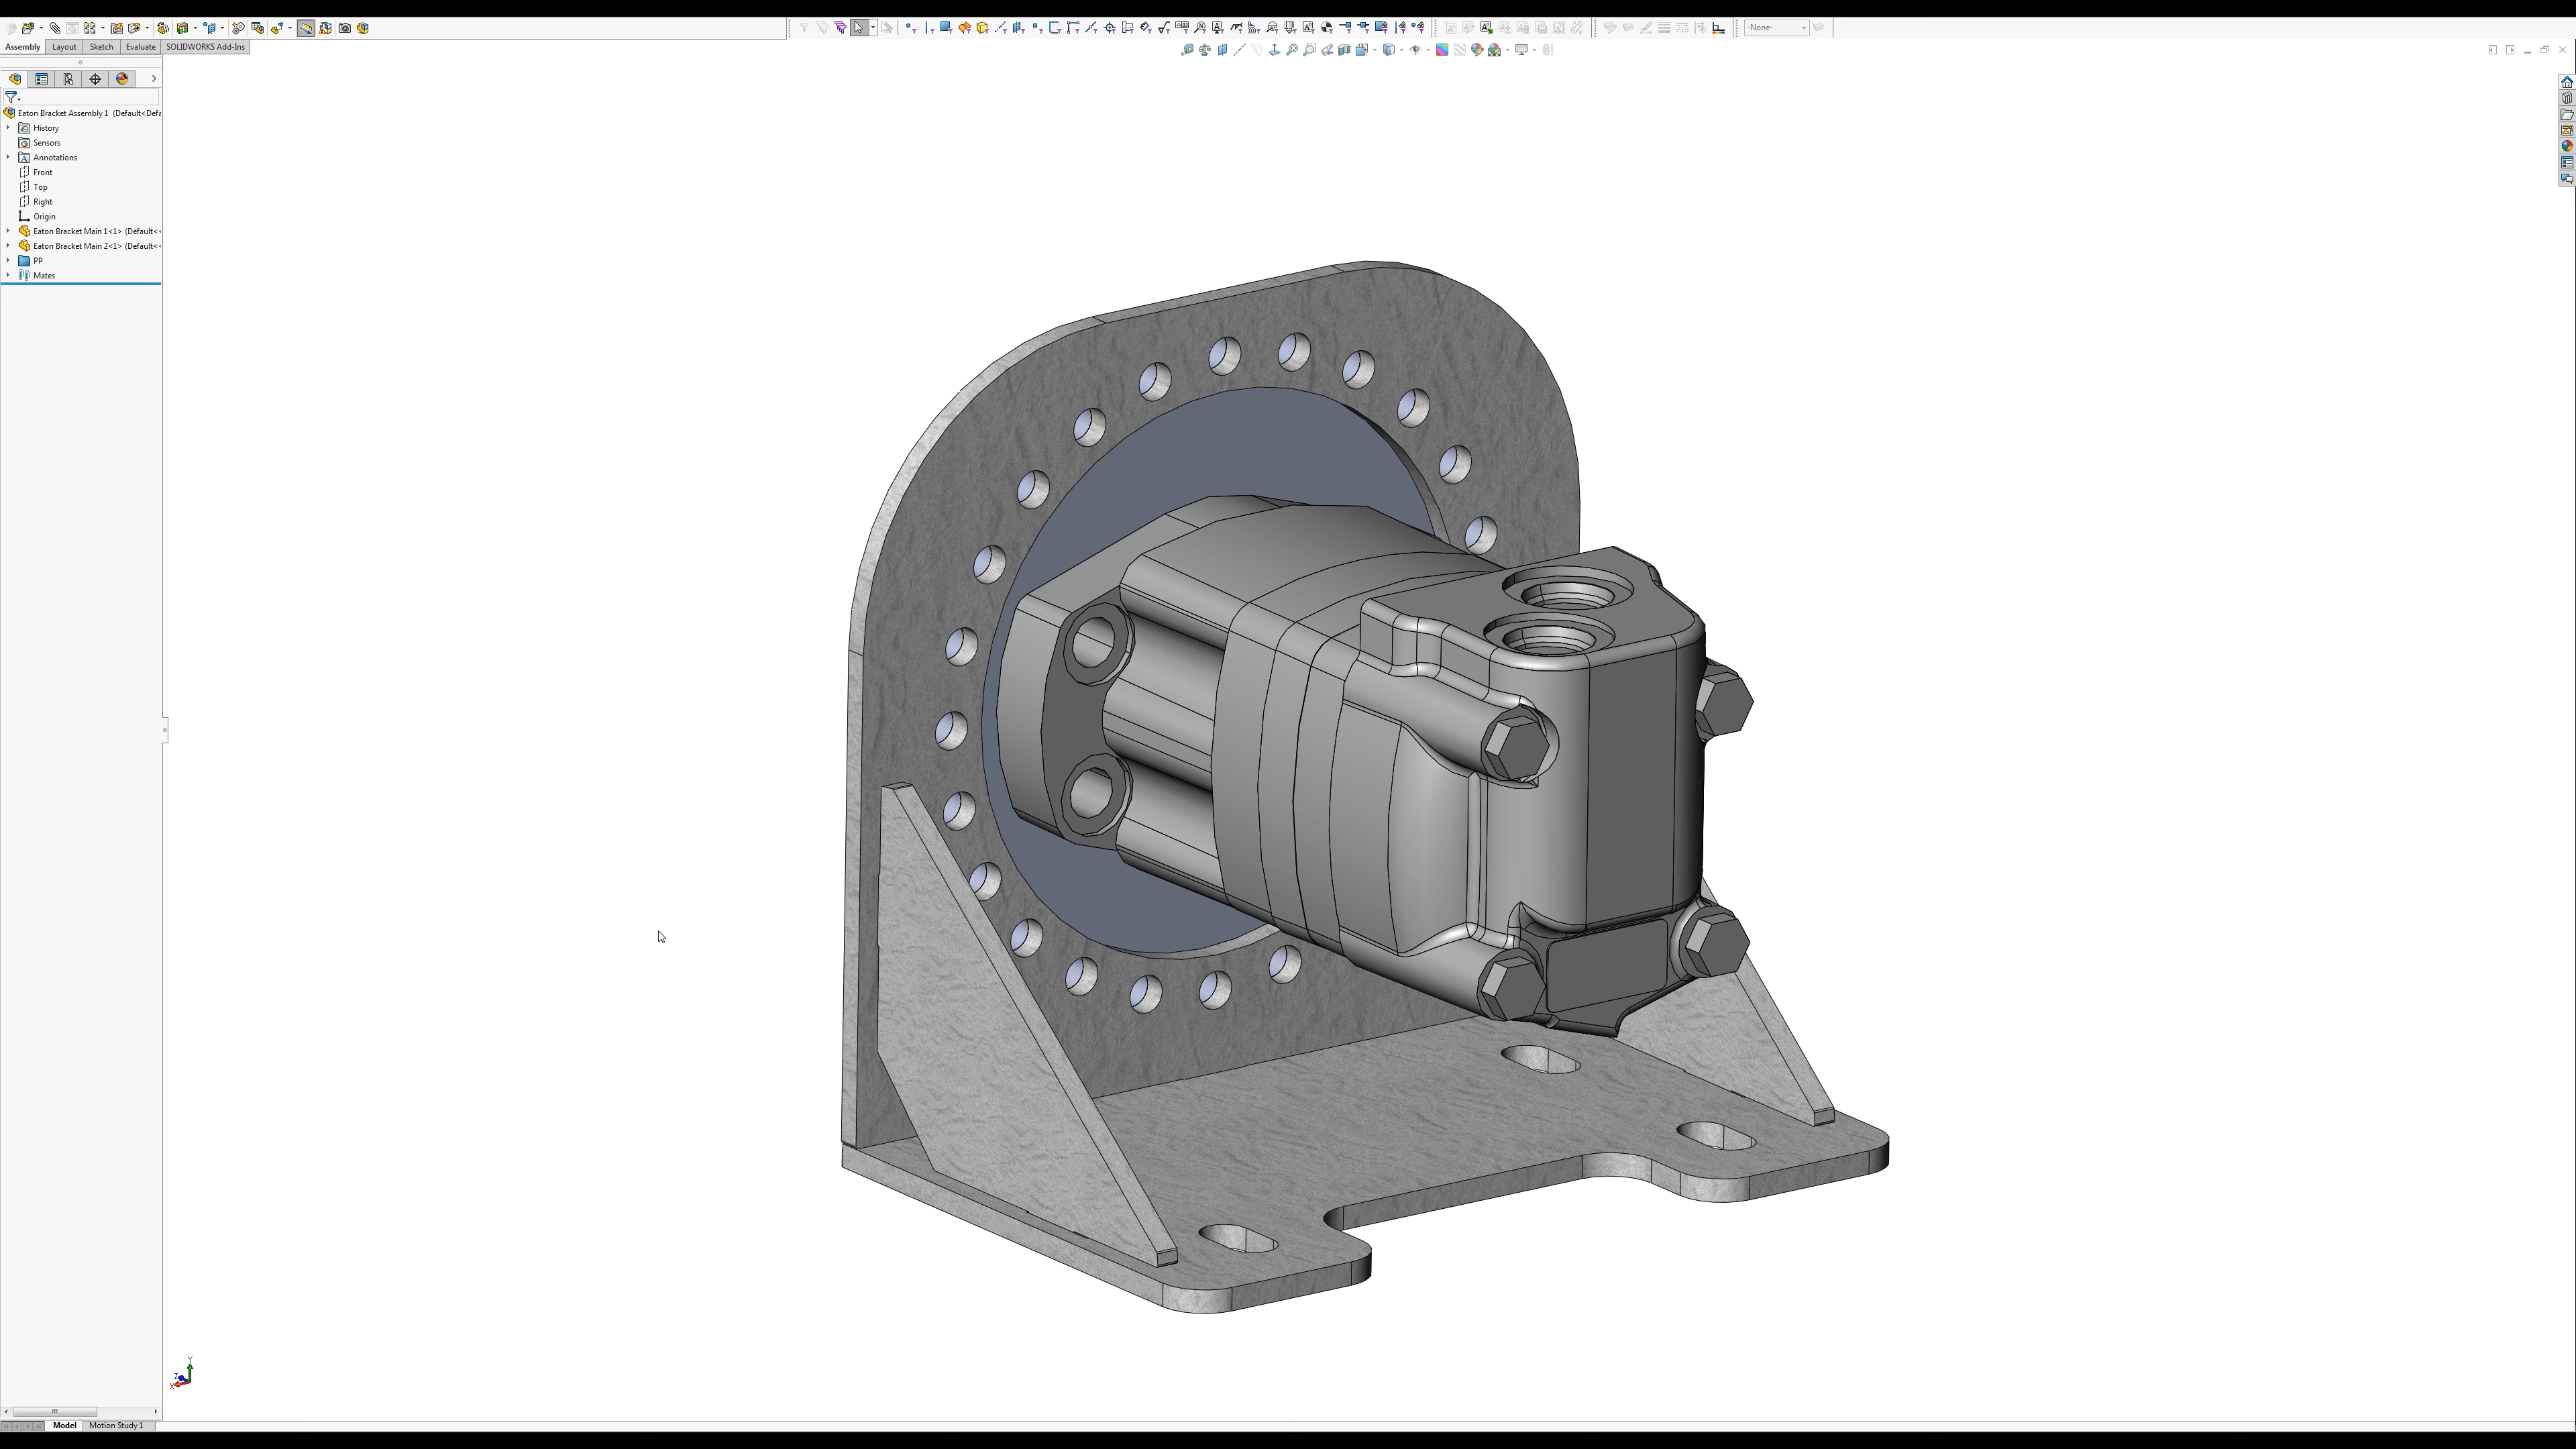 -None-
Assembly Layout Sketch Evaluate SOLIDWORKS Add-Ins
Eaton Bracket Assembly 1 (Default<Defa
History
Sensors
Annotations
Front
Top
Right
Origin
Eaton Bracket Main 1<1> (Default<<
Eaton Bracket Main 2<1> (Default<<
PP
Mates
Y
Z
X
Model Motion Study 1